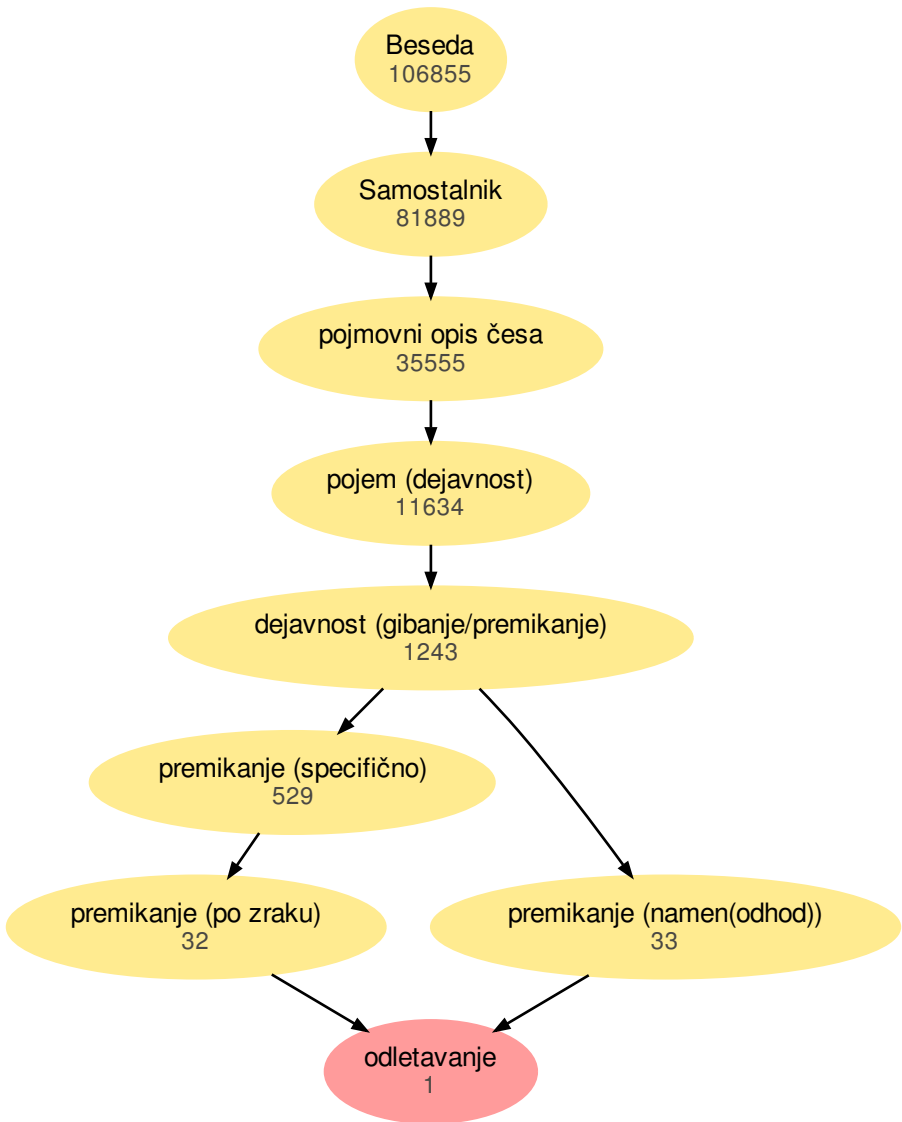 Beseda
106855
Samostalnik
81889
pojmovni opis česa
35555
pojem (dejavnost)
11634
dejavnost (gibanje/premikanje)
1243
premikanje (specifično)
529
premikanje (po zraku)
32
premikanje (namen(odhod))
33
odletavanje
1